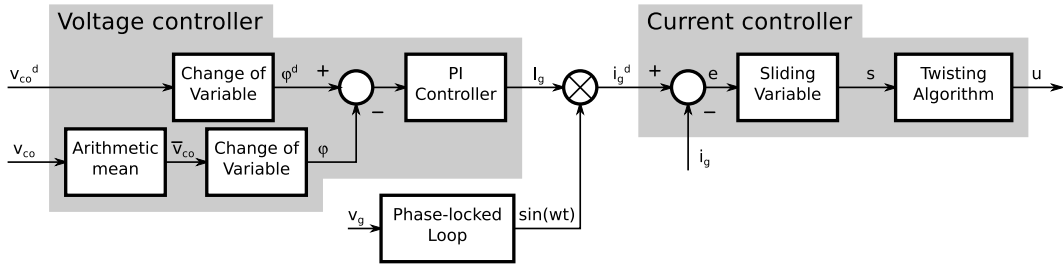 Voltage controller
Current controller
v_co^d
Change of
Variable
φ^d
+
−
PI
Controller
I_g
i_g^d
+
−
e
Sliding
Variable
s
Twisting
Algorithm
u
v_co
Arithmetic
mean
v̅_co
Change of
Variable
φ
i_g
v_g
Phase-locked
Loop
sin(wt)